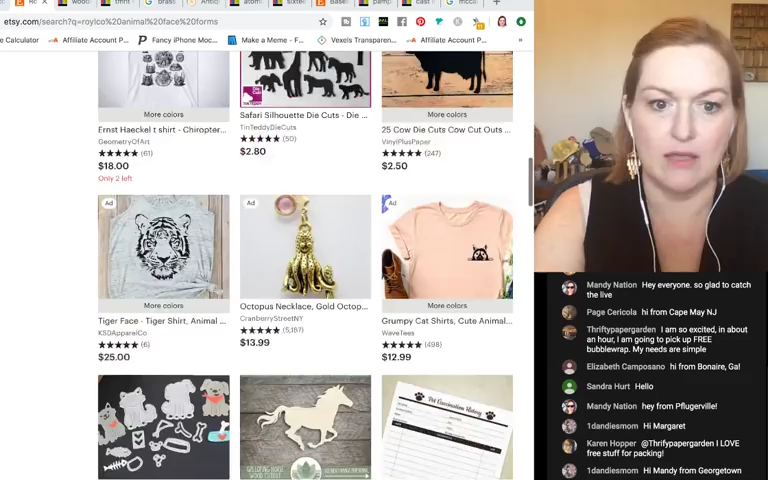 etsy.com/search?q=roylco%20animal%20face%20forms
e Calculator
Affiliate Account P...
Fancy iPhone Moc...
Make a Meme - F...
Vexels Transparen...
Affiliate Account P...
More colors
More colors
Ernst Haeckel t shirt - Chiropter...
GeometryOfArt
(61)
$18.00
Only 2 left
Safari Silhouette Die Cuts - Die ...
TinTeddyDieCuts
(50)
$2.80
25 Cow Die Cuts Cow Cut Outs ...
VinylPlusPaper
(247)
$2.50
Ad
More colors
Tiger Face - Tiger Shirt, Animal ...
KSDApparelCo
(6)
$25.00
Ad
Octopus Necklace, Gold Octop...
CranberryStreetNY
(5,187)
$13.99
Ad
More colors
Grumpy Cat Shirts, Cute Animal...
WaveTees
(498)
$12.99
Pet Vaccination History
Mandy Nation Hey everyone. so glad to catch
the live
Page Cericola hi from Cape May NJ
Thriftypapergarden I am so excited, in about
an hour, I am going to pick up FREE
bubblewrap. My needs are simple
Elizabeth Camposano hi from Bonaire, Ga!
Sandra Hurt Hello
Mandy Nation hey from Pflugerville!
1dandiesmom Hi Margaret
Karen Hopper @Thrifypapergarden I LOVE
free stuff for packing!
1dandiesmom Hi Mandy from Georgetown